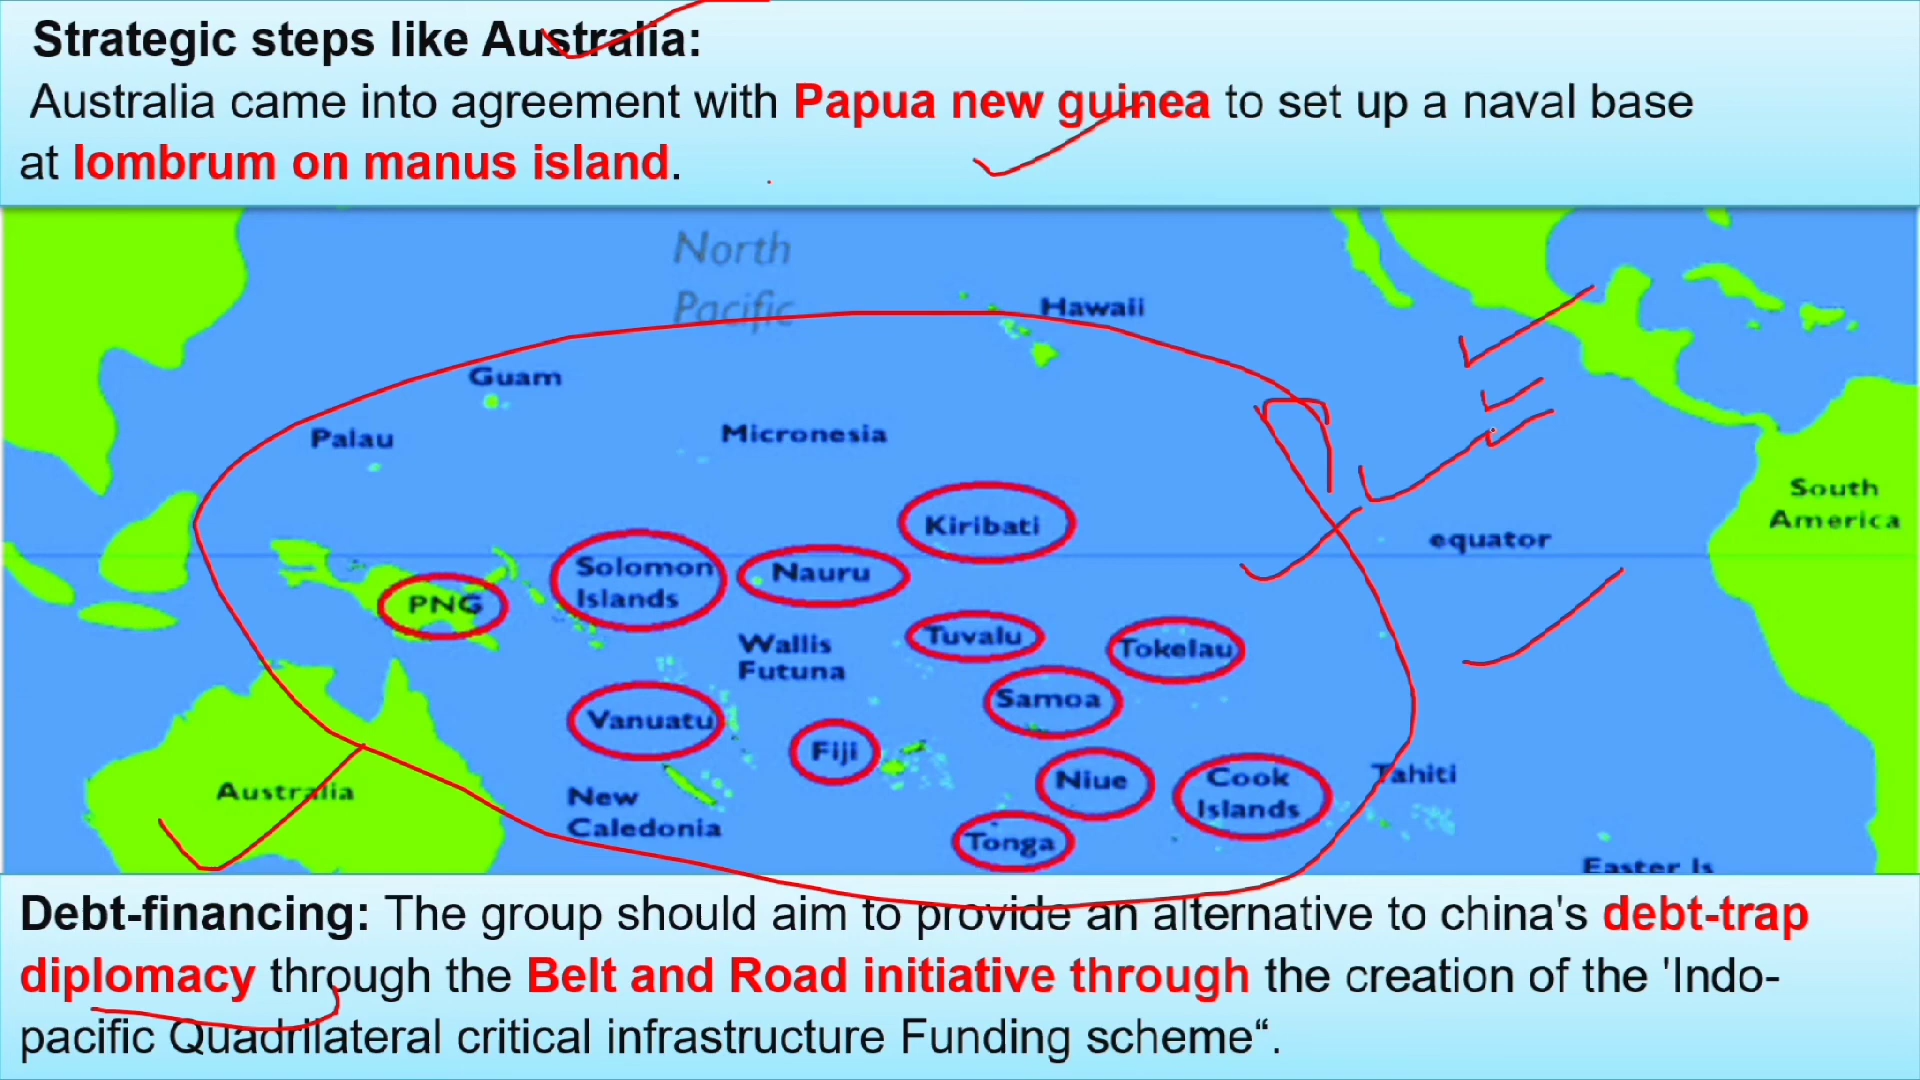 Strategic steps like Australia:
Australia came into agreement with Papua new guinea to set up a naval base
at lombrum on manus island.
North
Pacific
Hawaii
Guam
Palau
Micronesia
South
America
Kiribati
equator
Solomon
Islands
Nauru
PNG
Tuvalu
Wallis
Futuna
Tokelau
Samoa
Vanuatu
Fiji
Niue
Cook
Islands
Tahiti
Australia
New
Caledonia
Tonga
Easter Is
Debt-financing: The group should aim to provide an alternative to china's debt-trap
diplomacy through the Belt and Road initiative through the creation of the 'Indo-
pacific Quadrilateral critical infrastructure Funding scheme“.